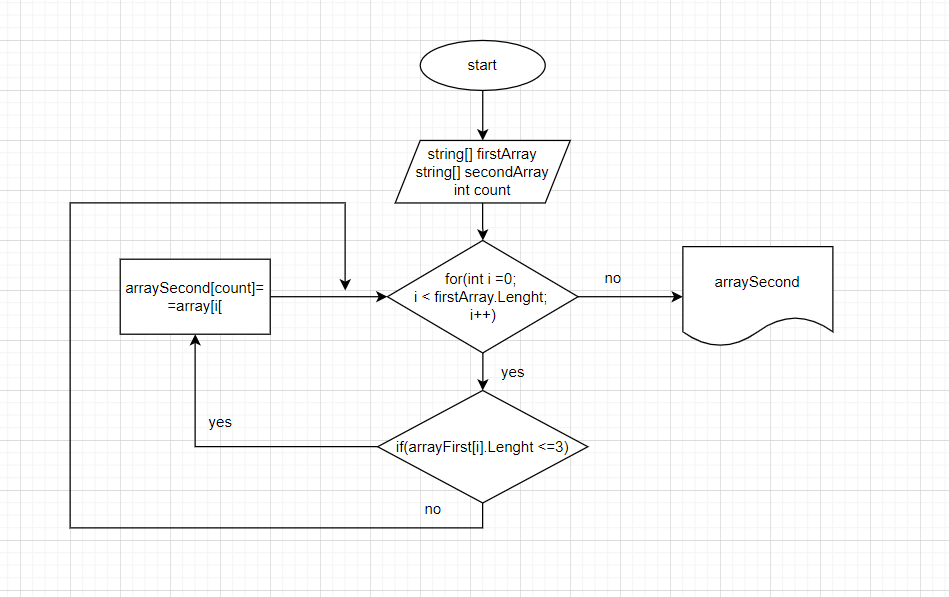 start
string[] firstArray
string[] secondArray
int count
for(int i =0;
i < firstArray.Lenght;
i++)
no
arraySecond
arraySecond[count]=
=array[i[
yes
if(arrayFirst[i].Lenght <=3)
yes
no